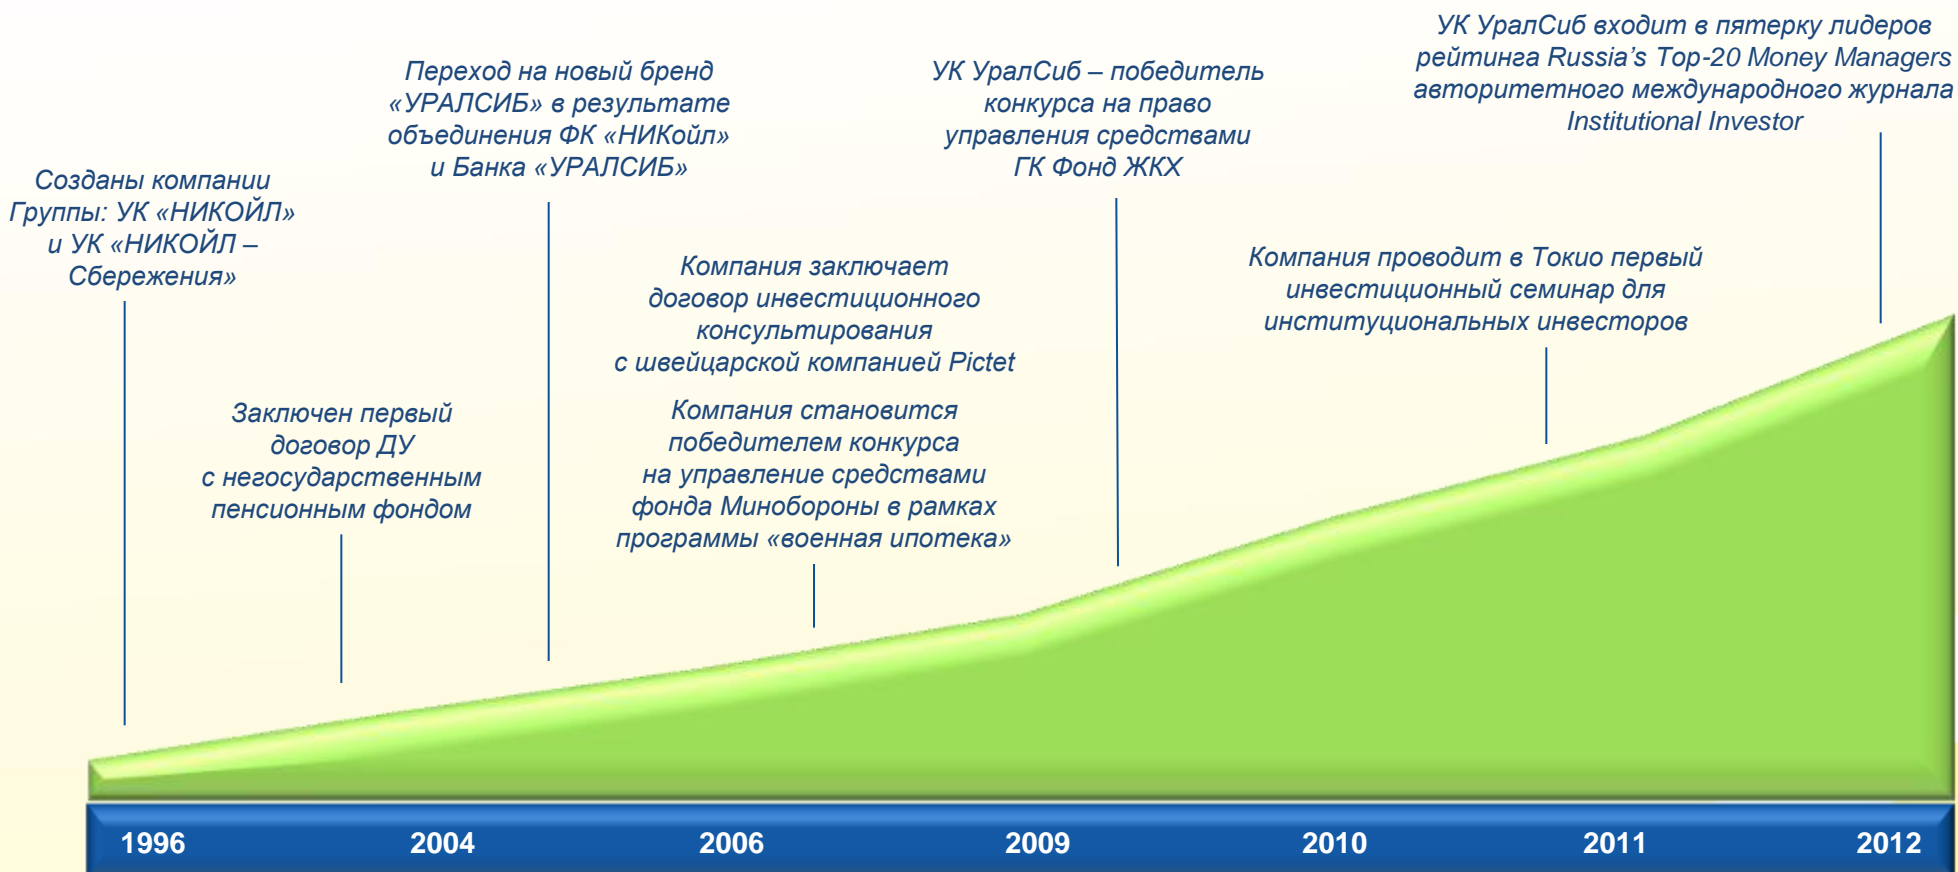 Созданы компании
Группы: УК «НИКОЙЛ»
и УК «НИКОЙЛ –
Сбережения»
Заключен первый
договор ДУ
с негосударственным
пенсионным фондом
Переход на новый бренд
«УРАЛСИБ» в результате
объединения ФК «НИКойл»
и Банка «УРАЛСИБ»
Компания заключает
договор инвестиционного
консультирования
с швейцарской компанией Pictet
Компания становится
победителем конкурса
на управление средствами
фонда Минобороны в рамках
программы «военная ипотека»
УК УралСиб – победитель
конкурса на право
управления средствами
ГК Фонд ЖКХ
Компания проводит в Токио первый
инвестиционный семинар для
институциональных инвесторов
УК УралСиб входит в пятерку лидеров
рейтинга Russia’s Top-20 Money Managers
авторитетного международного журнала
Institutional Investor
1996 2004 2006 2009 2010 2011 2012